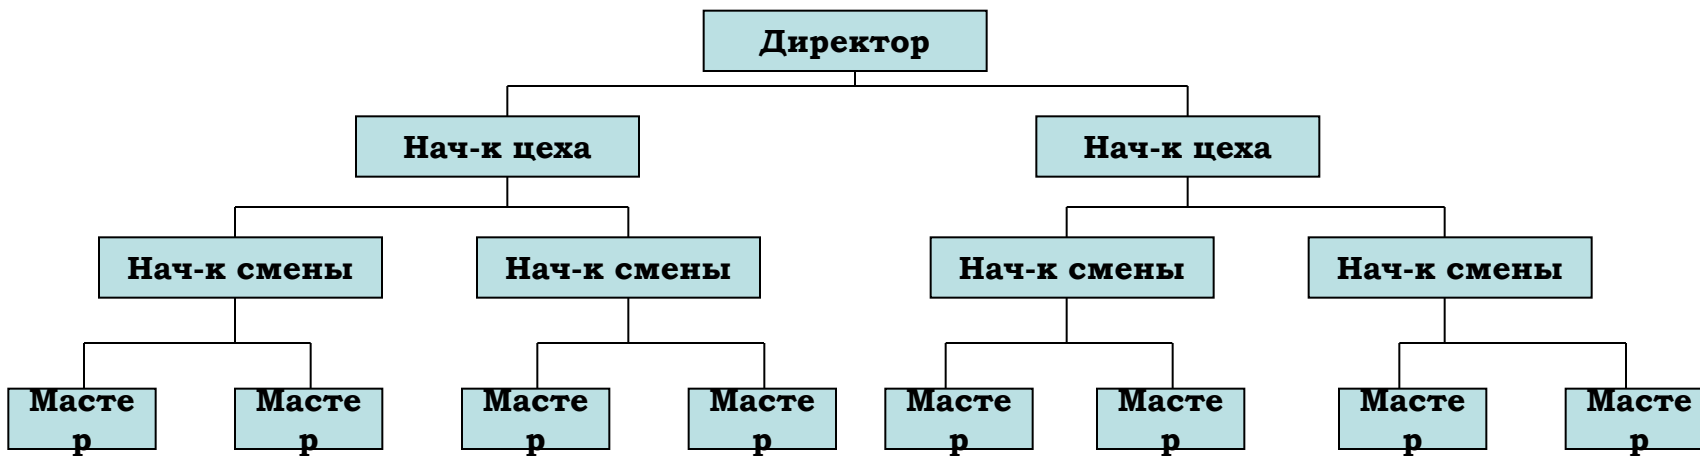 Директор
Нач-к цеха
Нач-к цеха
Нач-к смены
Нач-к смены
Нач-к смены
Нач-к смены
Масте
р
Масте
р
Масте
р
Масте
р
Масте
р
Масте
р
Масте
р
Масте
р